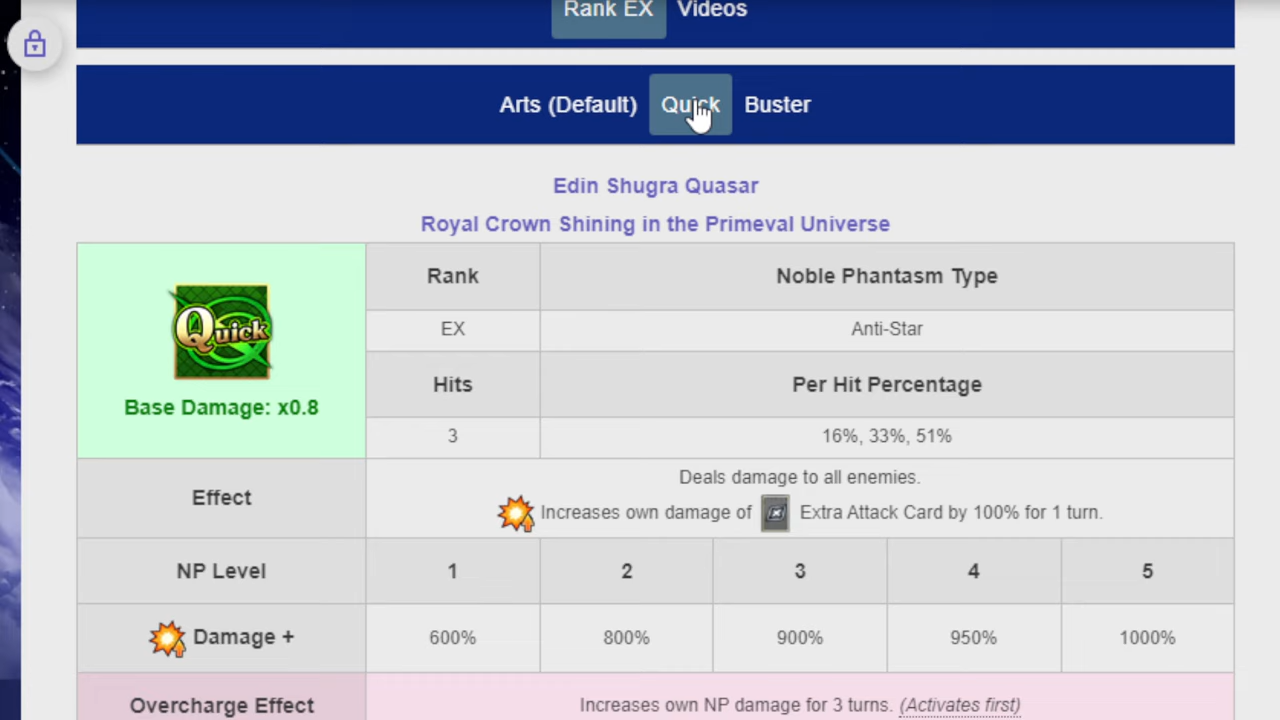 Rank EX Videos
Arts (Default) Quick Buster
Edin Shugra Quasar
Royal Crown Shining in the Primeval Universe
Quick
Base Damage: x0.8
Rank Noble Phantasm Type
EX Anti-Star
Hits Per Hit Percentage
3 16%, 33%, 51%
Effect
Deals damage to all enemies.
Increases own damage of Extra Attack Card by 100% for 1 turn.
NP Level 1 2 3 4 5
Damage + 600% 800% 900% 950% 1000%
Overcharge Effect Increases own NP damage for 3 turns. (Activates first)